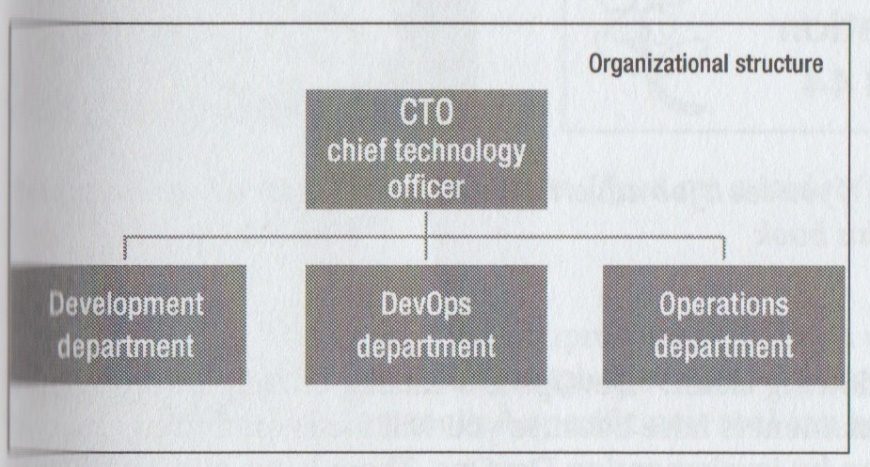 Organizational structure
CTO
chief technology
officer
Development
department
DevOps
department
Operations
department